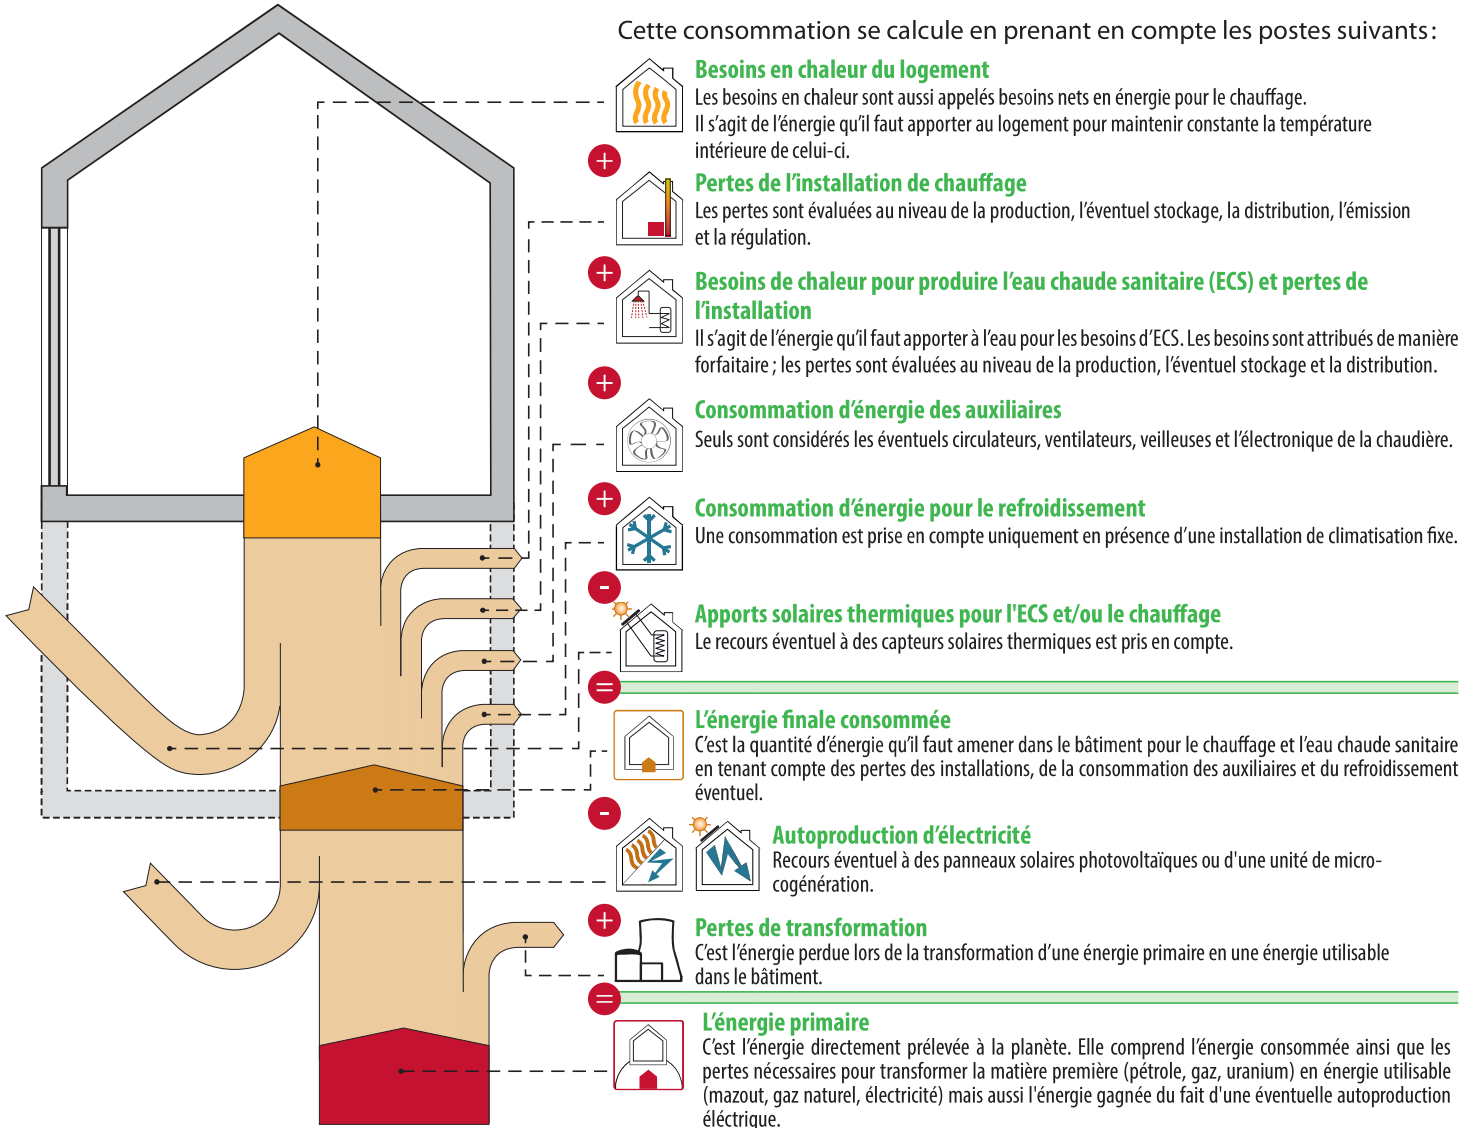 Cette consommation se calcule en prenant en compte les postes suivants :
Besoins en chaleur du logement
Les besoins en chaleur sont aussi appelés besoins nets en énergie pour le chauffage.
Il s’agit de l’énergie qu’il faut apporter au logement pour maintenir constante la température
intérieure de celui-ci.
+
Pertes de l’installation de chauffage
Les pertes sont évaluées au niveau de la production, l’éventuel stockage, la distribution, l’émission
et la régulation.
+
Besoins de chaleur pour produire l’eau chaude sanitaire (ECS) et pertes de
l’installation
Il s’agit de l’énergie qu’il faut apporter à l’eau pour les besoins d’ECS. Les besoins sont attribués de manière
forfaitaire ; les pertes sont évaluées au niveau de la production, l’éventuel stockage et la distribution.
+
Consommation d’énergie des auxiliaires
Seuls sont considérés les éventuels circulateurs, ventilateurs, veilleuses et l’électronique de la chaudière.
+
Consommation d’énergie pour le refroidissement
Une consommation est prise en compte uniquement en présence d’une installation de climatisation fixe.
-
Apports solaires thermiques pour l'ECS et/ou le chauffage
Le recours éventuel à des capteurs solaires thermiques est pris en compte.
=
L’énergie finale consommée
C’est la quantité d’énergie qu’il faut amener dans le bâtiment pour le chauffage et l’eau chaude sanitaire
en tenant compte des pertes des installations, de la consommation des auxiliaires et du refroidissement
éventuel.
-
Autoproduction d’électricité
Recours éventuel à des panneaux solaires photovoltaïques ou d'une unité de micro-
cogénération.
+
Pertes de transformation
C’est l’énergie perdue lors de la transformation d’une énergie primaire en une énergie utilisable
dans le bâtiment.
=
L’énergie primaire
C’est l’énergie directement prélevée à la planète. Elle comprend l’énergie consommée ainsi que les
pertes nécessaires pour transformer la matière première (pétrole, gaz, uranium) en énergie utilisable
(mazout, gaz naturel, électricité) mais aussi l'énergie gagnée du fait d'une éventuelle autoproduction
éléctrique.